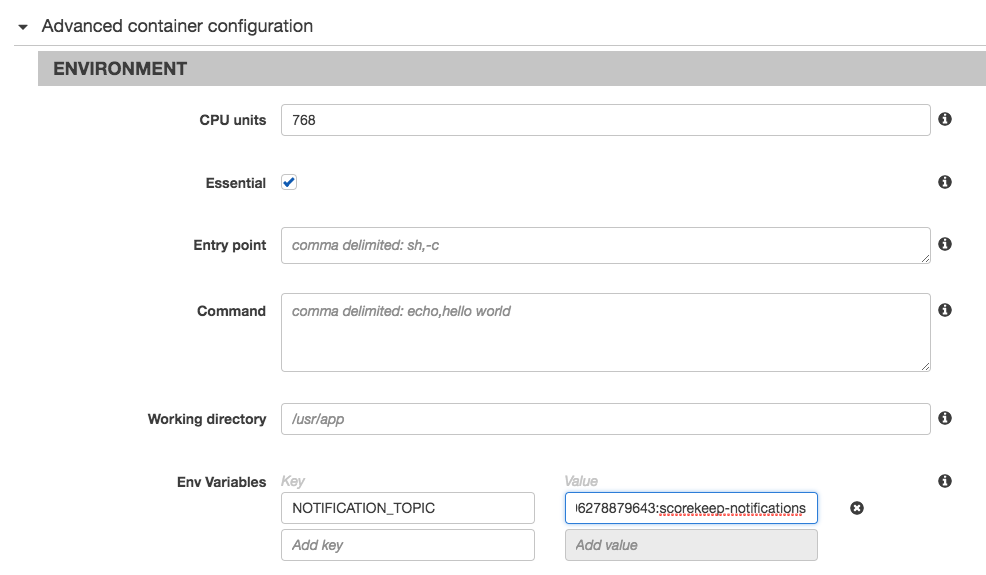 Advanced container configuration
ENVIRONMENT
CPU units 768
Essential
Entry point comma delimited: sh,-c
Command comma delimited: echo,hello world
Working directory /usr/app
Env Variables Key Value
NOTIFICATION_TOPIC 6278879643:scorekeep-notifications
Add key Add value